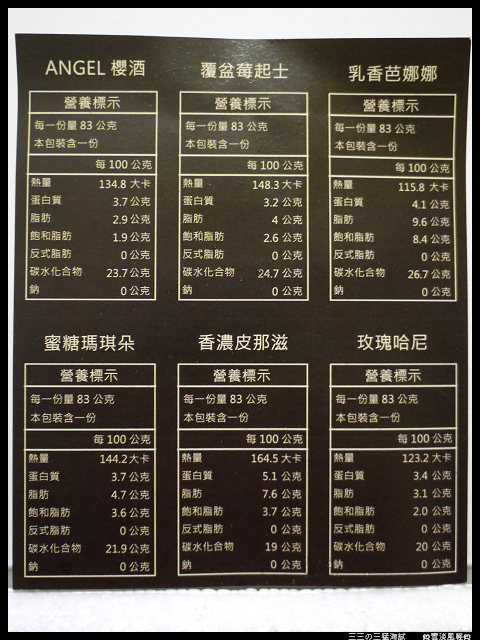 ANGEL 櫻酒
營養標示
每一份量 83 公克
本包裝含一份
每 100 公克
熱量 134.8 大卡
蛋白質 3.7 公克
脂肪 2.9 公克
飽和脂肪 1.9 公克
反式脂肪 0 公克
碳水化合物 23.7 公克
鈉 0 公克
覆盆莓起士
營養標示
每一份量 83 公克
本包裝含一份
每 100 公克
熱量 148.3 大卡
蛋白質 3.2 公克
脂肪 4 公克
飽和脂肪 2.6 公克
反式脂肪 0 公克
碳水化合物 24.7 公克
鈉 0 公克
乳香芭娜娜
營養標示
每一份量 83 公克
本包裝含一份
每 100 公克
熱量 115.8 大卡
蛋白質 4.1 公克
脂肪 9.6 公克
飽和脂肪 8.4 公克
反式脂肪 0 公克
碳水化合物 26.7 公克
鈉 0 公克
蜜糖瑪琪朵
營養標示
每一份量 83 公克
本包裝含一份
每 100 公克
熱量 144.2 大卡
蛋白質 3.7 公克
脂肪 4.7 公克
飽和脂肪 3.6 公克
反式脂肪 0 公克
碳水化合物 21.9 公克
鈉 0 公克
香濃皮那滋
營養標示
每一份量 83 公克
本包裝含一份
每 100 公克
熱量 164.5 大卡
蛋白質 5.1 公克
脂肪 7.6 公克
飽和脂肪 3.7 公克
反式脂肪 0 公克
碳水化合物 19 公克
鈉 0 公克
玫瑰哈尼
營養標示
每一份量 83 公克
本包裝含一份
每 100 公克
熱量 123.2 大卡
蛋白質 3.4 公克
脂肪 3.1 公克
飽和脂肪 2.0 公克
反式脂肪 0 公克
碳水化合物 20 公克
鈉 0 公克
三三の三猛海賦 雲淡風輕